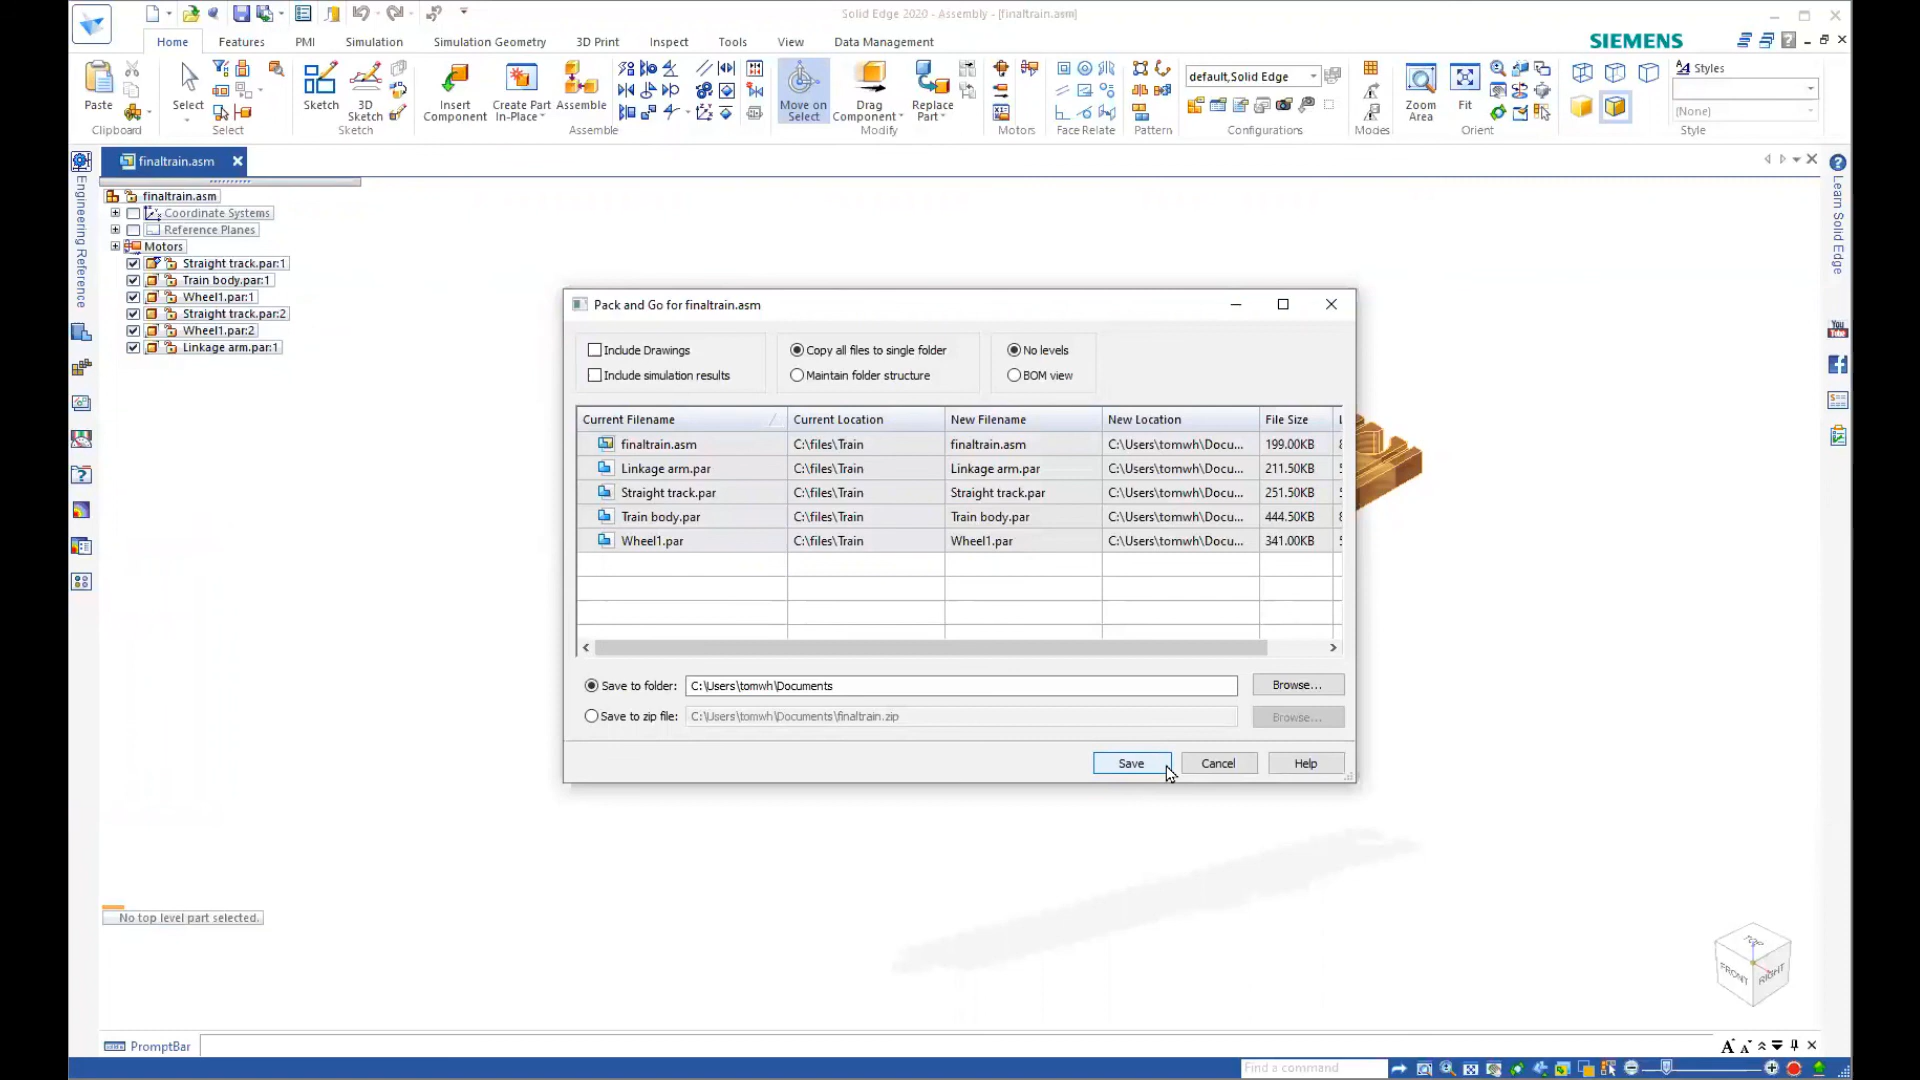 Solid Edge 2020 - Assembly - [finaltrain.asm]
Home Features PMI Simulation Simulation Geometry 3D Print Inspect Tools View Data Management
SIEMENS
Paste
Clipboard
Select
Select
Sketch
3D Sketch
Sketch
Insert Component
Create Part In-Place
Assemble
Assemble
Move on Select
Drag Component
Replace Part
Modify
Motors
Face Relate
Pattern
default,Solid Edge
Configurations
Modes
Zoom Area
Fit
Orient
Styles
(None)
Style
finaltrain.asm
Engineering Reference
Learn Solid Edge
You Tube
finaltrain.asm
Coordinate Systems
Reference Planes
Motors
Straight track.par:1
Train body.par:1
Wheel1.par:1
Straight track.par:2
Wheel1.par:2
Linkage arm.par:1
Pack and Go for finaltrain.asm
Include Drawings Copy all files to single folder No levels
Include simulation results Maintain folder structure BOM view
Current Filename Current Location New Filename New Location File Size L
finaltrain.asm C:\files\Train finaltrain.asm C:\Users\tomwh\Docu... 199.00KB
Linkage arm.par C:\files\Train Linkage arm.par C:\Users\tomwh\Docu... 211.50KB
Straight track.par C:\files\Train Straight track.par C:\Users\tomwh\Docu... 251.50KB
Train body.par C:\files\Train Train body.par C:\Users\tomwh\Docu... 444.50KB
Wheel1.par C:\files\Train Wheel1.par C:\Users\tomwh\Docu... 341.00KB
Save to folder: C:\Users\tomwh\Documents Browse...
Save to zip file: C:\Users\tomwh\Documents\finaltrain.zip Browse...
Save Cancel Help
No top level part selected.
TOP
FRONT
RIGHT
PromptBar
Find a command